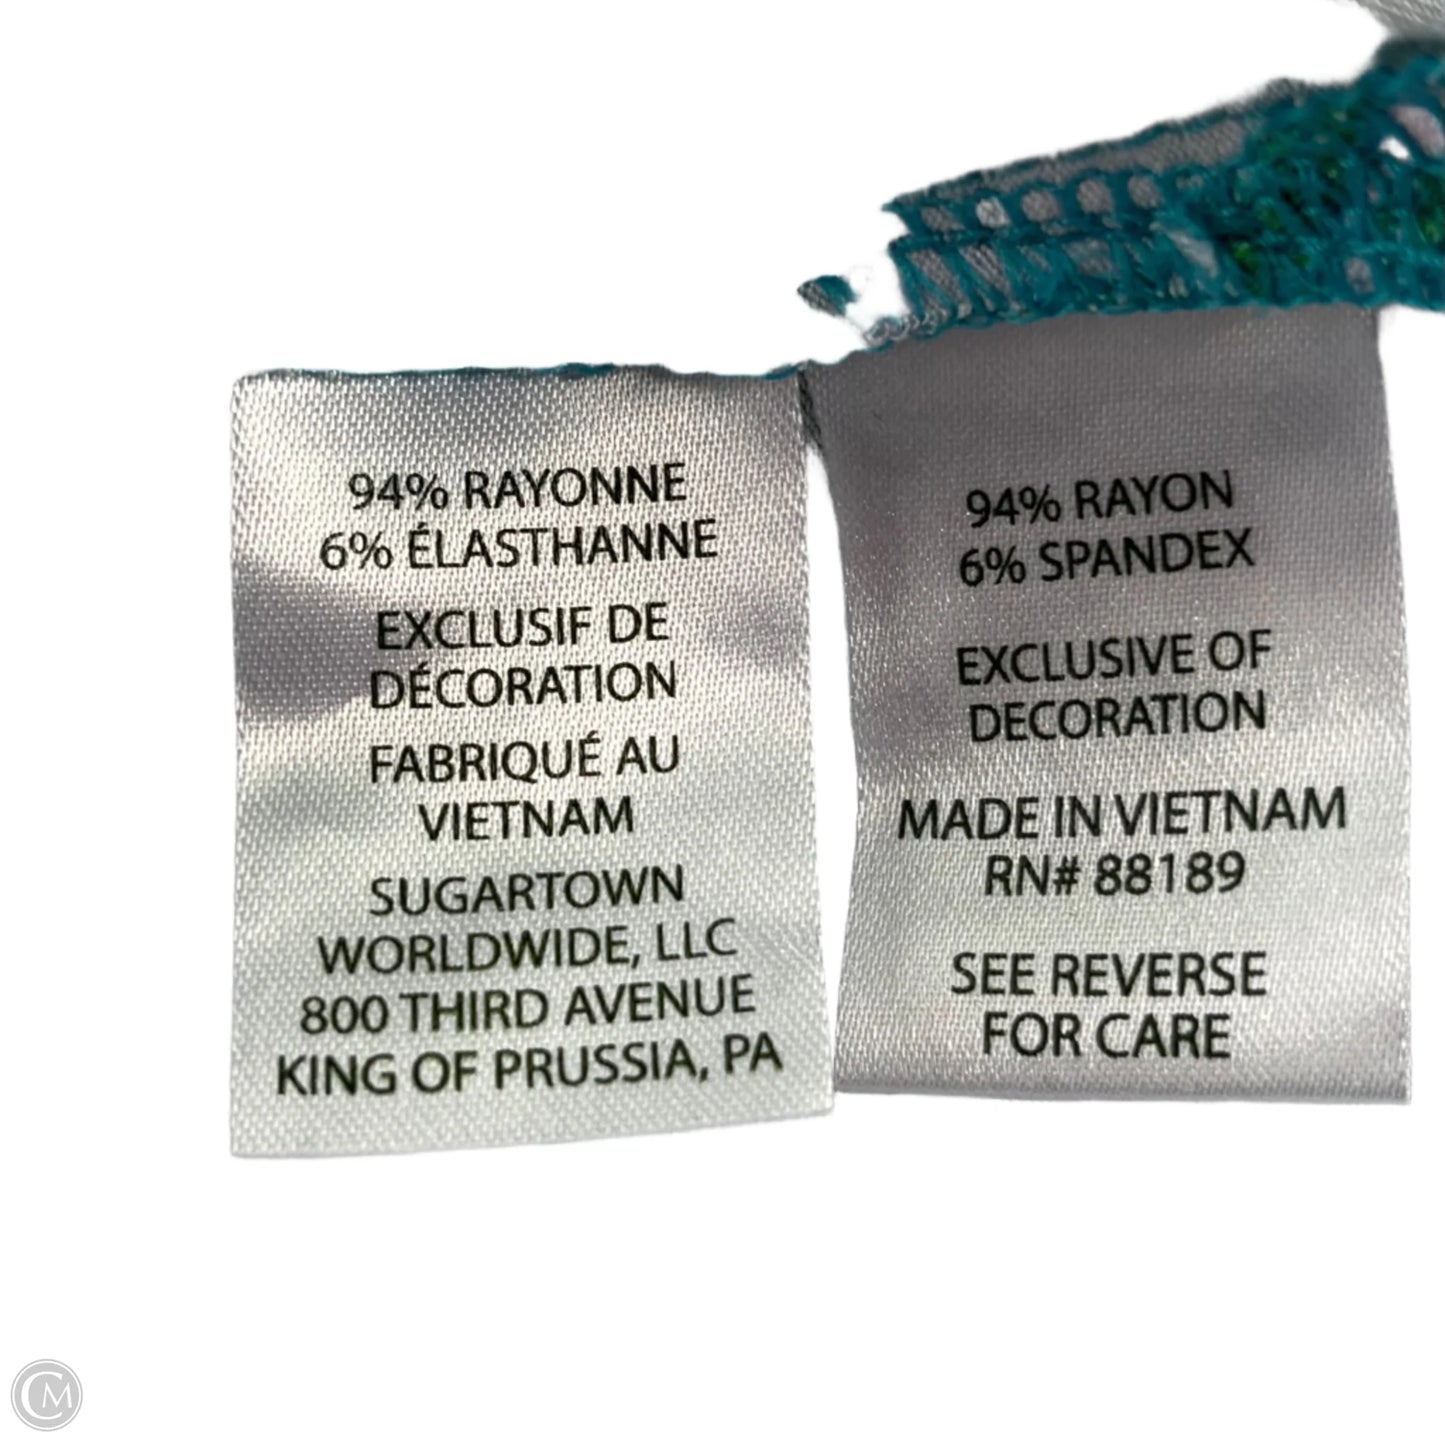 94% RAYONNE
6% ÉLASTHANNE
EXCLUSIF DE
DÉCORATION
FABRIQUÉ AU
VIETNAM
SUGARTOWN
WORLDWIDE, LLC
800 THIRD AVENUE
KING OF PRUSSIA, PA
94% RAYON
6% SPANDEX
EXCLUSIVE OF
DECORATION
MADE IN VIETNAM
RN# 88189
SEE REVERSE
FOR CARE
CM